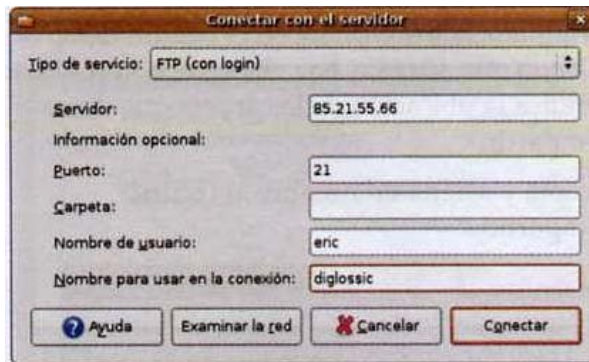 Conectar con el servidor
Tipo de servicio: FTP (con login)
Servidor: 85.21.55.66
Información opcional:
Puerto: 21
Carpeta:
Nombre de usuario: eric
Nombre para usar en la conexión: diglossic
Ayuda Examinar la red Cancelar Conectar